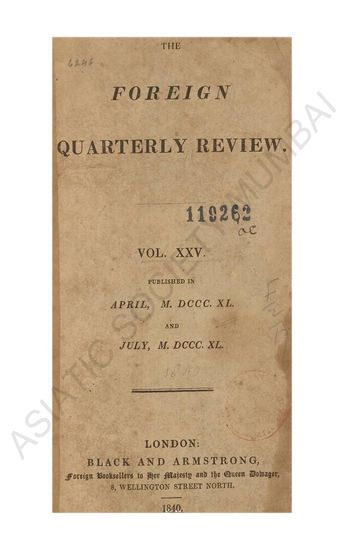 THE
6246
FOREIGN
QUARTERLY REVIEW.
119262
VOL. XXV.
PUBLISHED IN
APRIL, M. DCCC. XL.
AND
JULY, M. DCCC. XL.
LONDON:
BLACK AND ARMSTRONG,
Foreign Booksellers to Her Majesty and the Queen Dowager,
8, WELLINGTON STREET NORTH.
1840.
ASIATIC SOCIETY MUMBAI